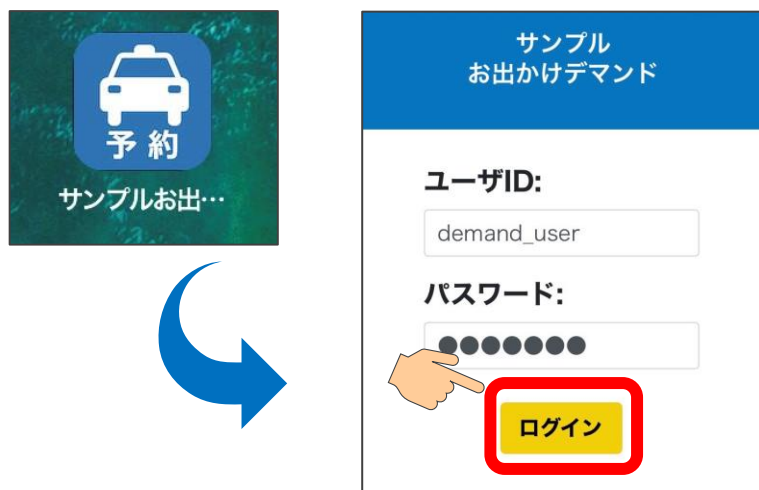 予約
サンプルお出…
サンプル
お出かけデマンド
ユーザID:
demand_user
パスワード:
●●●●●●●
ログイン